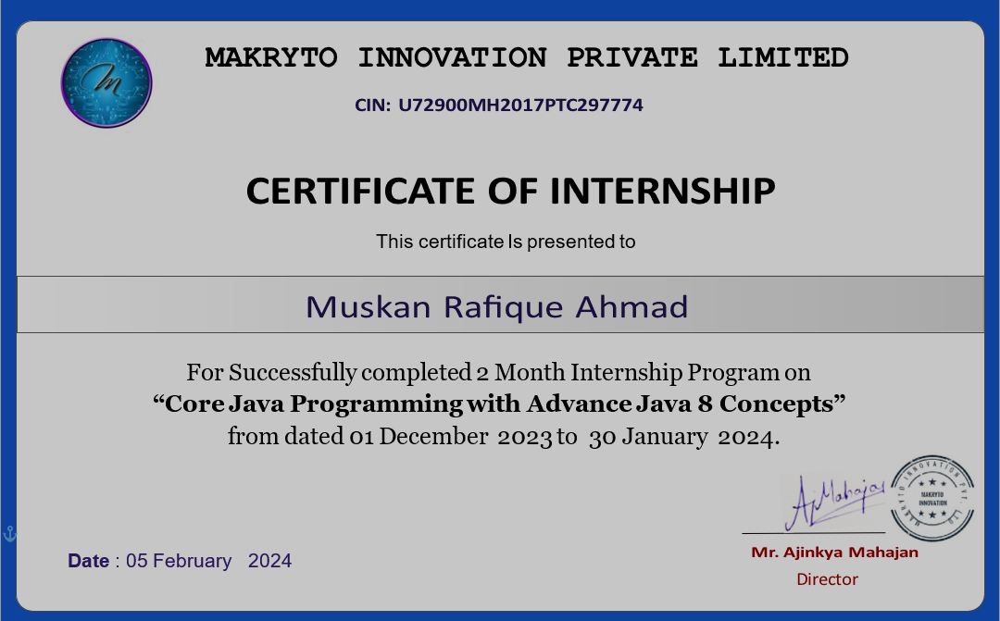 MAKRYTO INNOVATION PRIVATE LIMITED
CIN: U72900MH2017PTC297774
CERTIFICATE OF INTERNSHIP
This certificate Is presented to
Muskan Rafique Ahmad
For Successfully completed 2 Month Internship Program on
“Core Java Programming with Advance Java 8 Concepts”
from dated 01 December 2023 to 30 January 2024.
AjMahajan
MAKRYTO INNOVATION PVT. LTD
MAKRYTO
INNOVATION
Mr. Ajinkya Mahajan
Director
Date : 05 February 2024